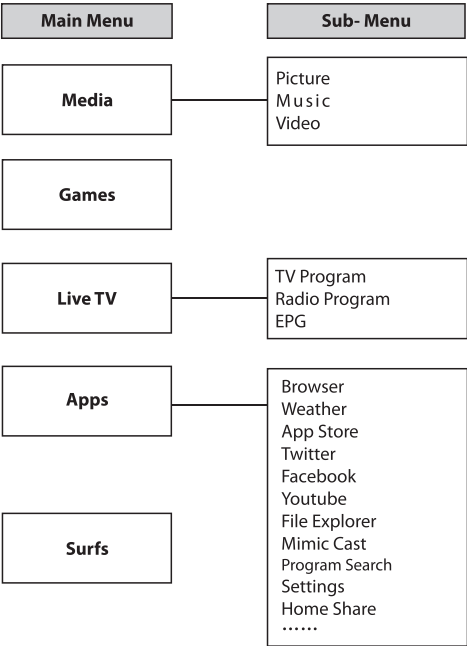 Main Menu
Sub- Menu
Media
Picture
Music
Video
Games
Live TV
TV Program
Radio Program
EPG
Apps
Browser
Weather
App Store
Twitter
Facebook
Youtube
File Explorer
Mimic Cast
Program Search
Settings
Home Share
······
Surfs